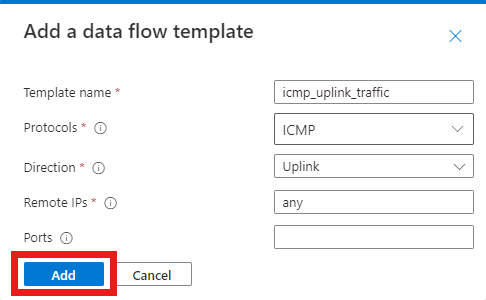 Add a data flow template
Template name * icmp_uplink_traffic
Protocols * ICMP
Direction * Uplink
Remote IPs * any
Ports
Add Cancel